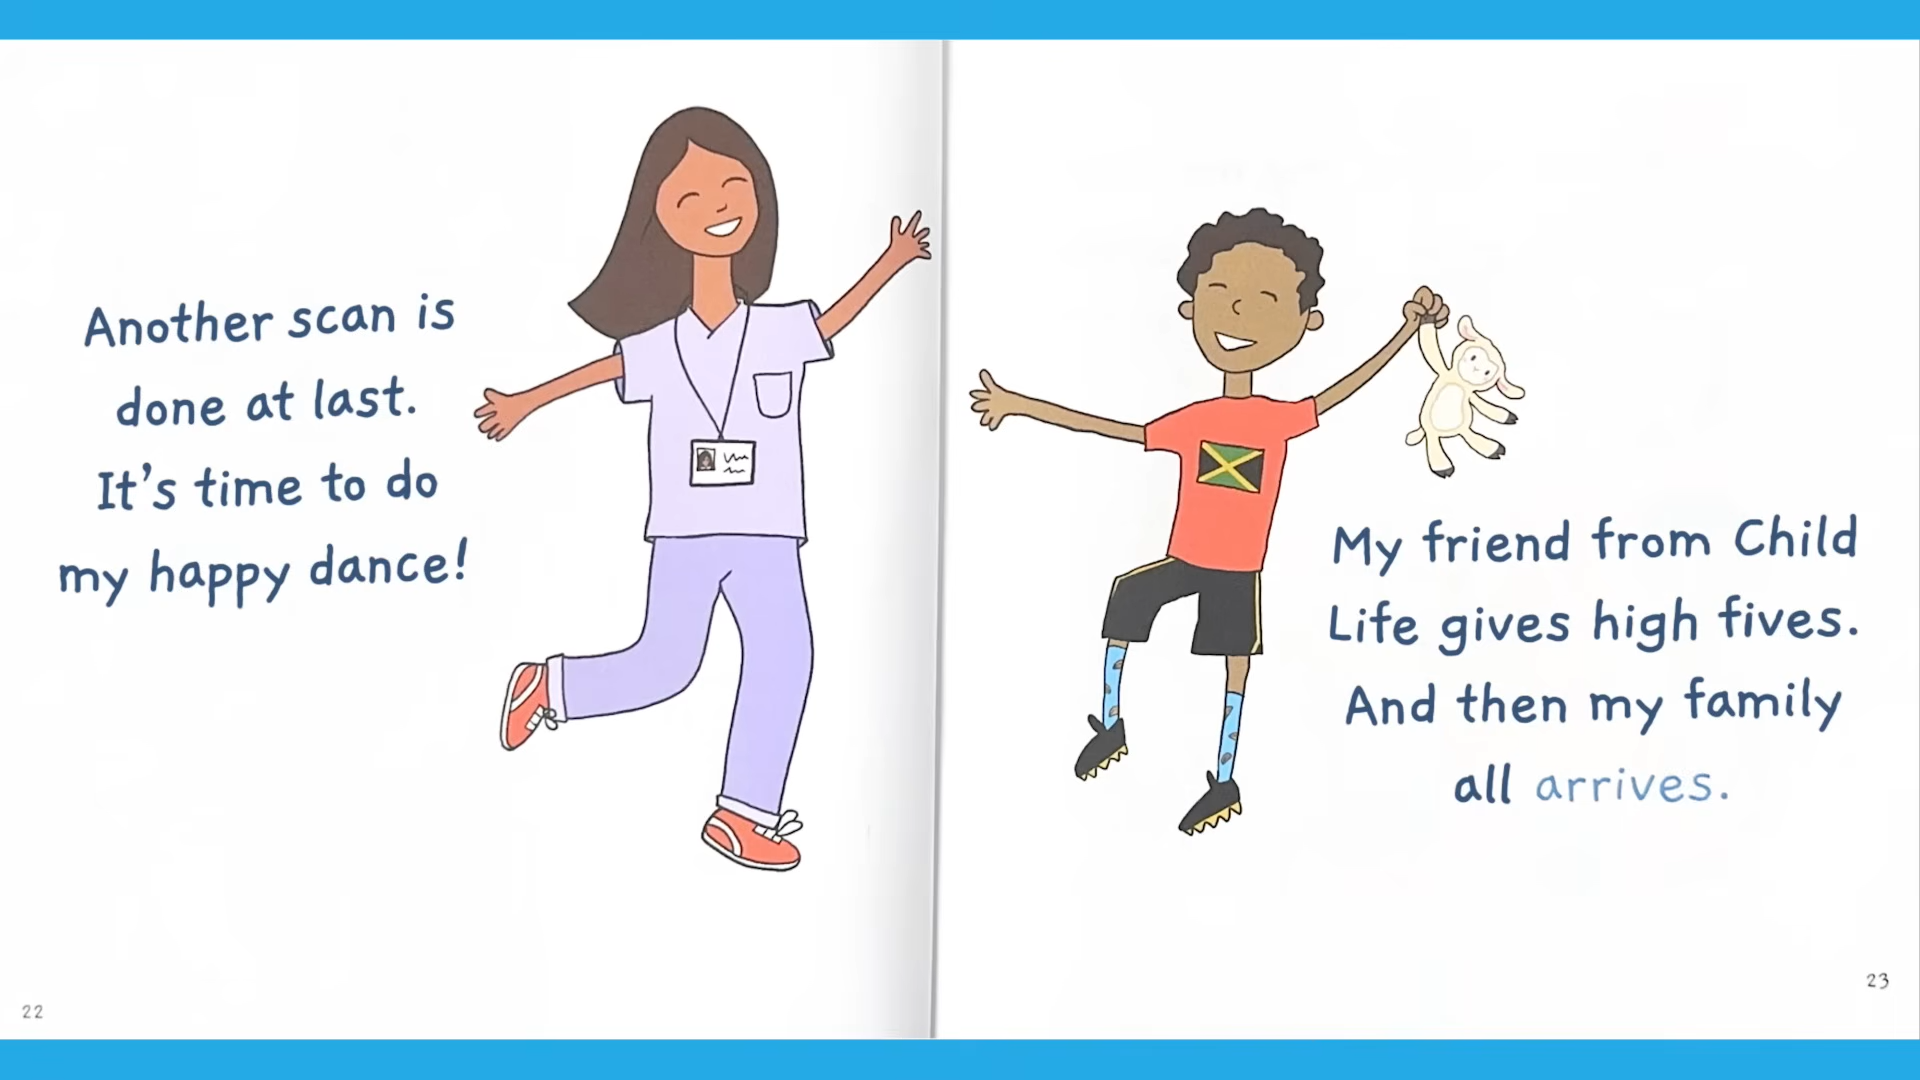 Another scan is
done at last.
It's time to do
my happy dance!
22
My friend from Child
Life gives high fives.
And then my family
all arrives.
23